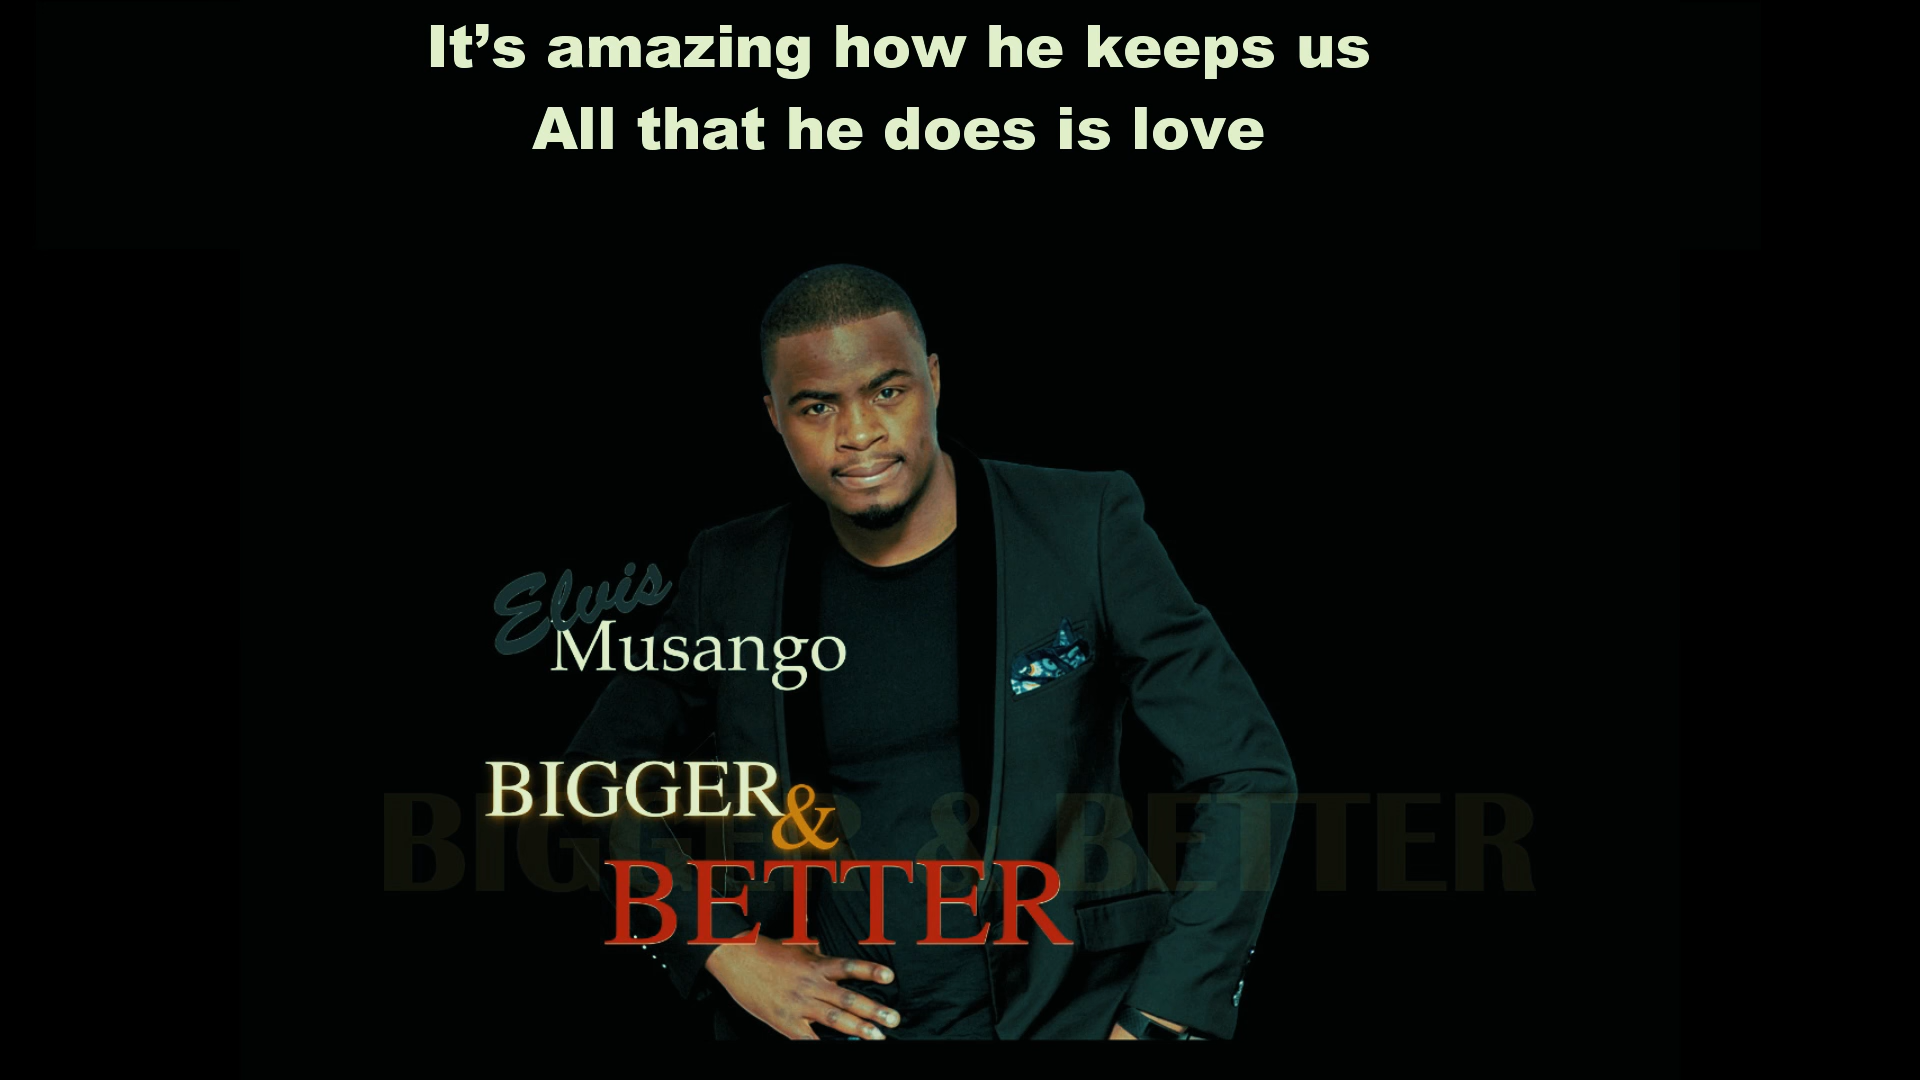 It’s amazing how he keeps us
All that he does is love
Elvis
Musango
BIGGER
&
BETTER
BIGGER & BETTER